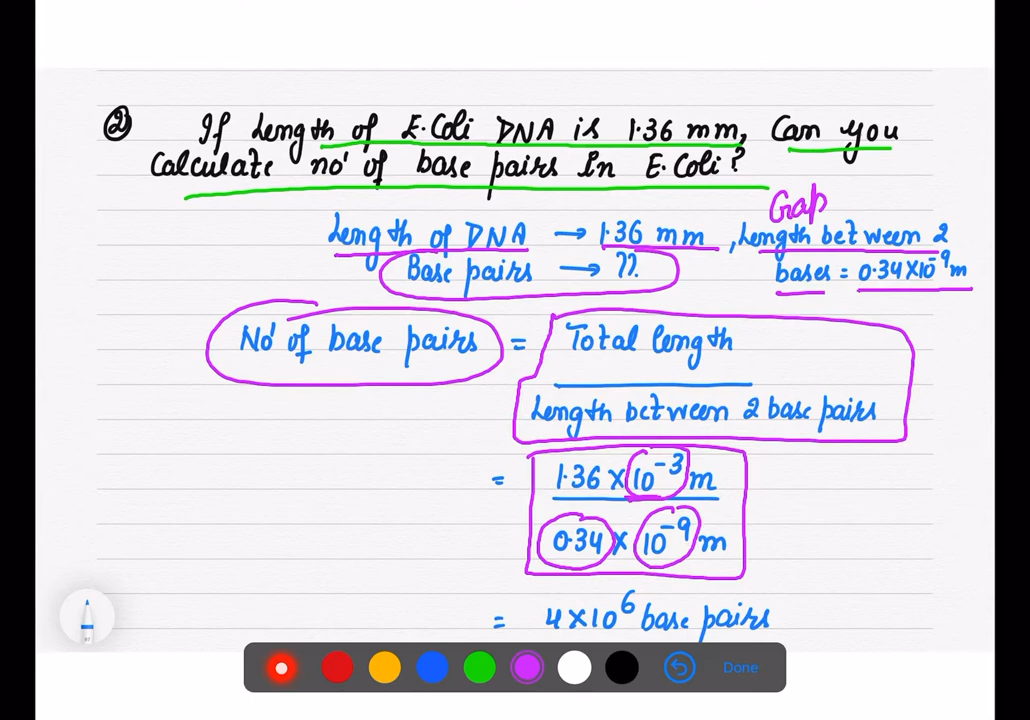 ② If Length of E.Coli DNA is 1.36 mm, Can you
Calculate no' of base pairs in E.Coli?
Gap
Length of DNA → 1.36 mm , Length between 2
Base pairs → ??
bases = 0.34 × 10⁻⁹ m
No' of base pairs = Total length
Length between 2 base pairs
= 1.36 × 10⁻³ m
0.34 × 10⁻⁹ m
= 4 × 10⁶ base pairs
Done